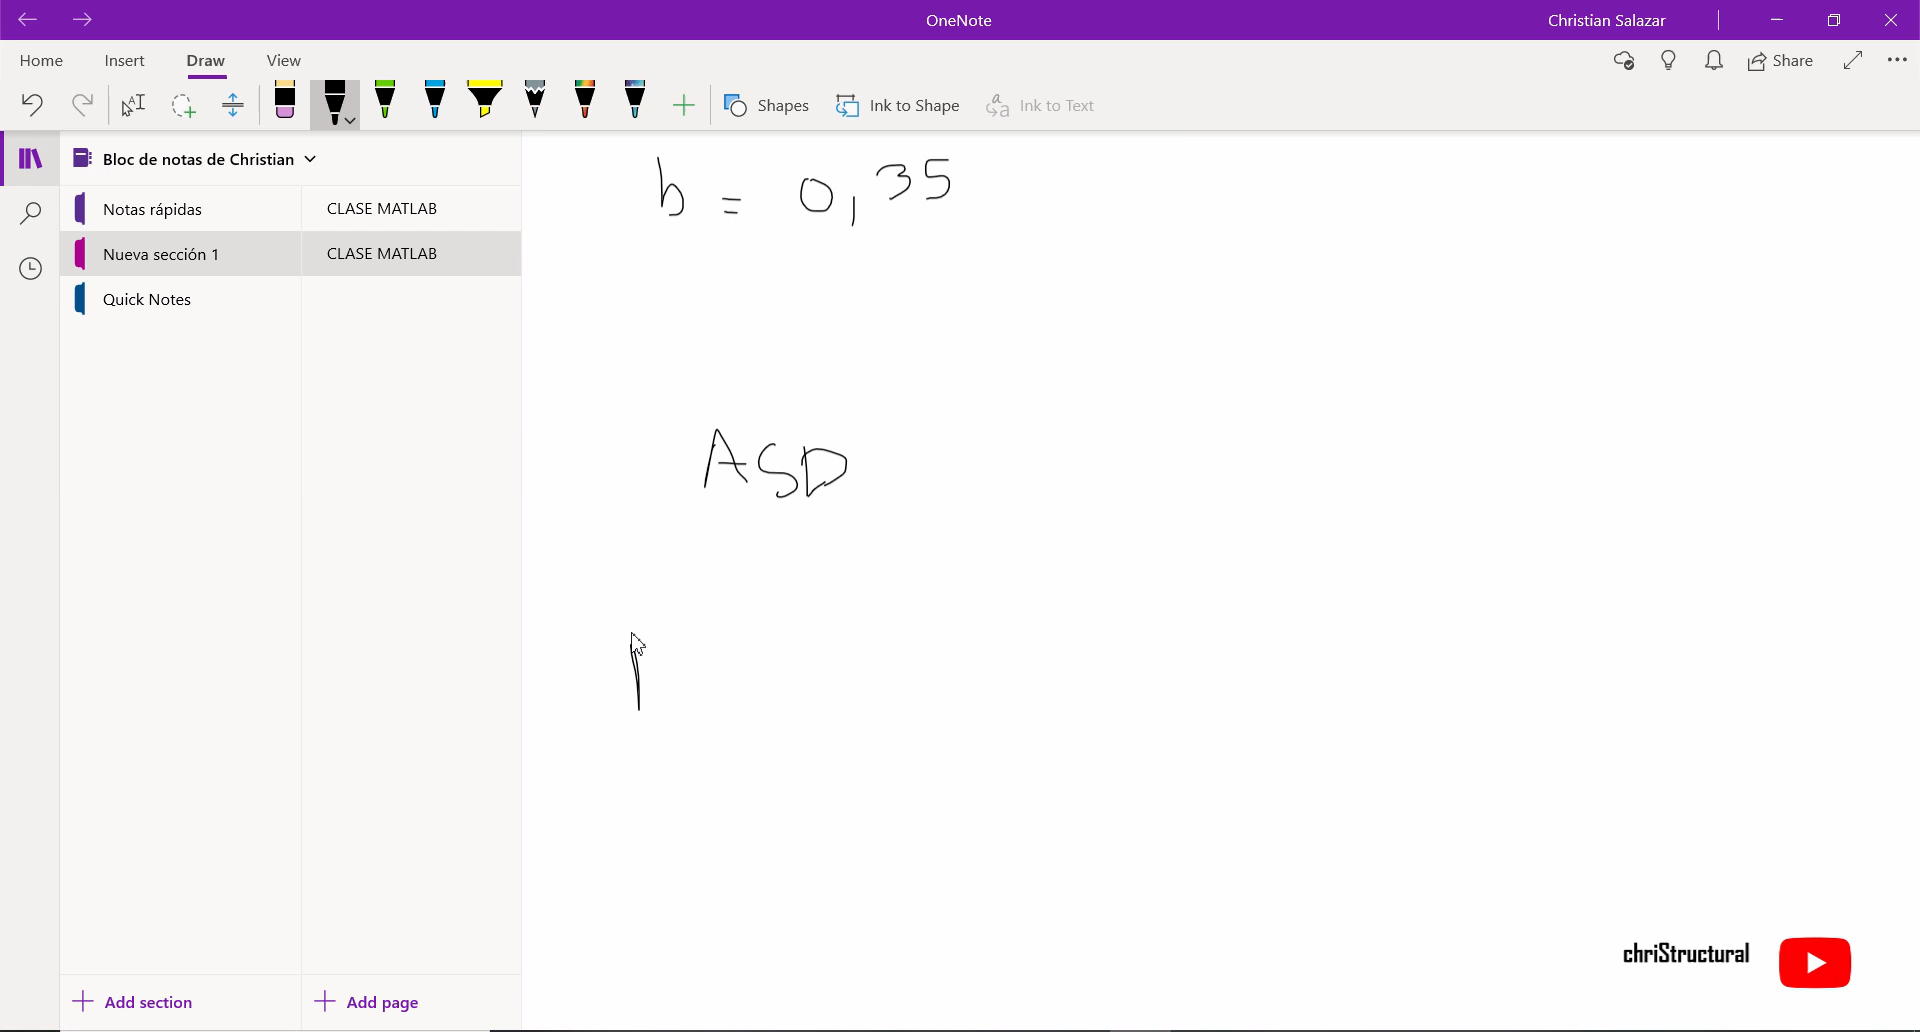 OneNote
Christian Salazar
Home Insert Draw View
Share
Shapes Ink to Shape Ink to Text
Bloc de notas de Christian
Notas rápidas
CLASE MATLAB
Nueva sección 1
CLASE MATLAB
Quick Notes
b = 0,35
ASD
chriStructural
Add section
Add page